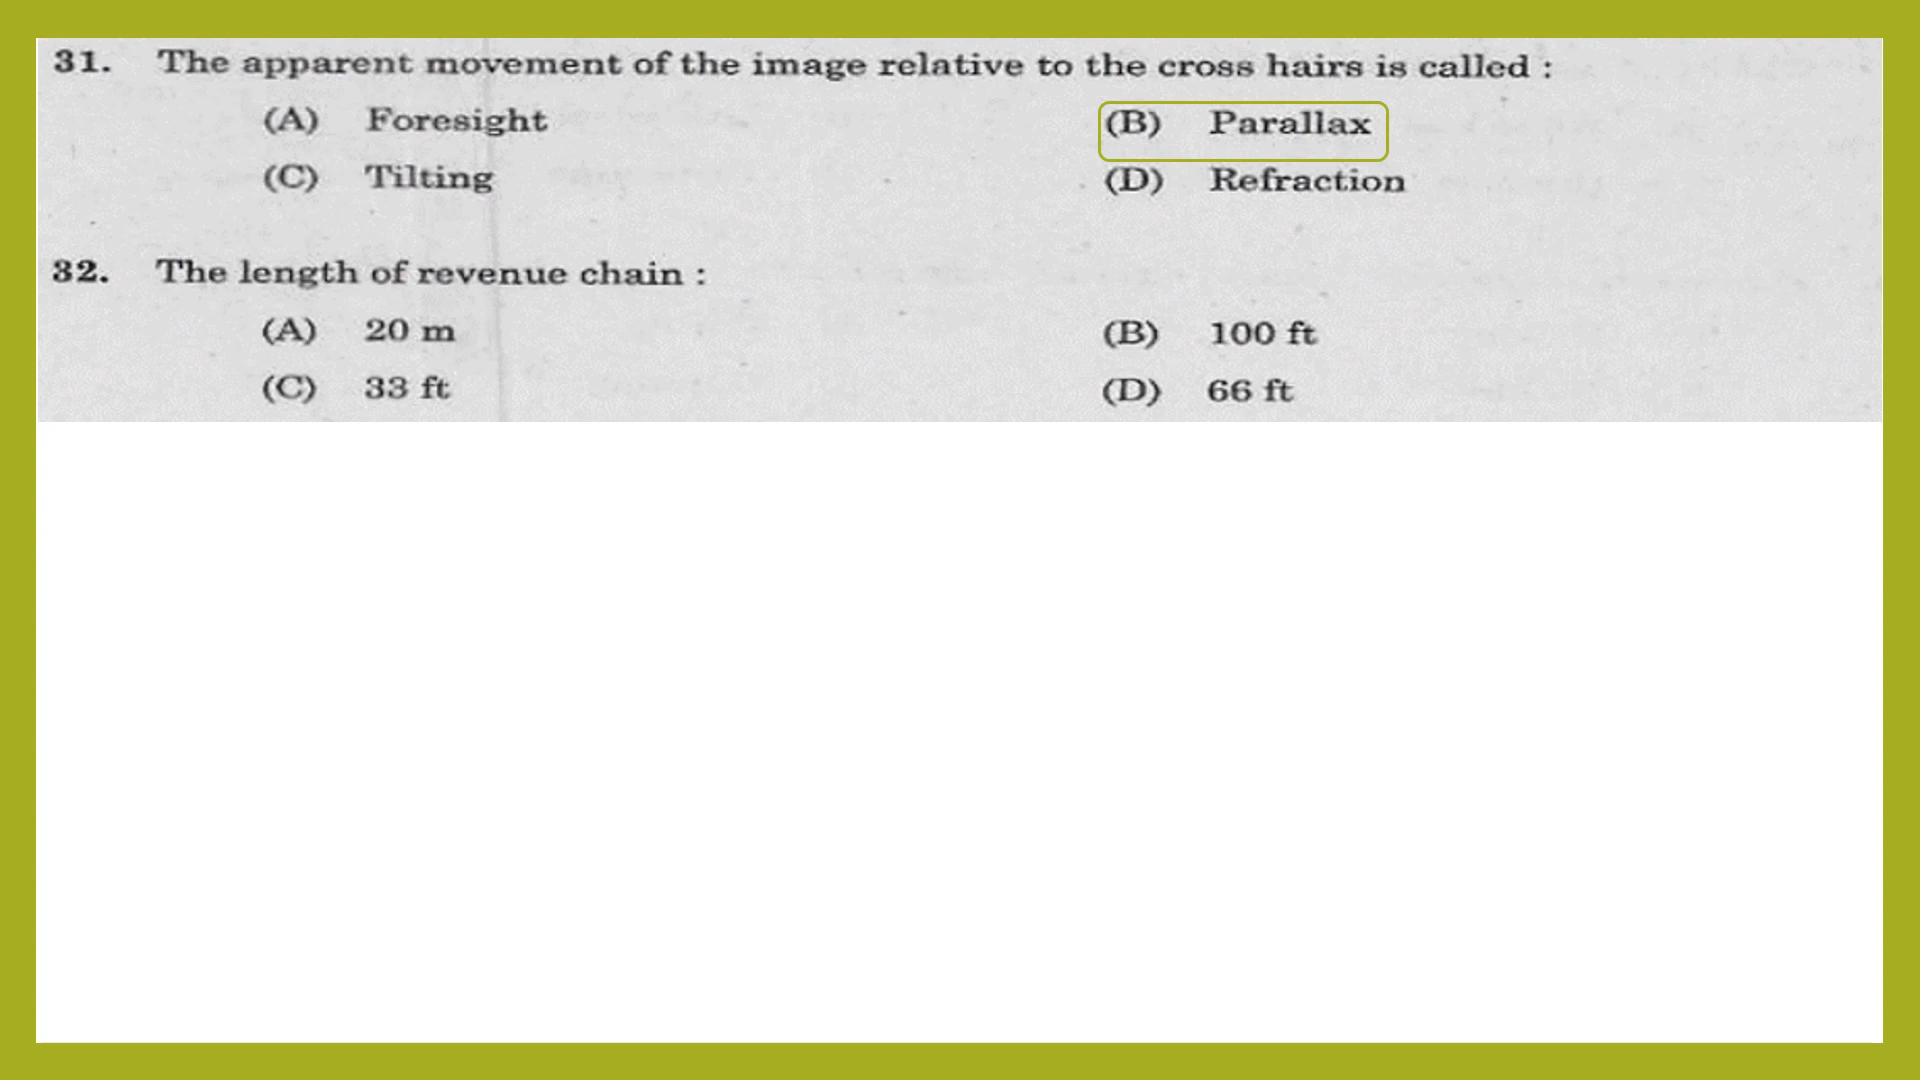 31. The apparent movement of the image relative to the cross hairs is called :
(A) Foresight (B) Parallax
(C) Tilting (D) Refraction
32. The length of revenue chain :
(A) 20 m (B) 100 ft
(C) 33 ft (D) 66 ft